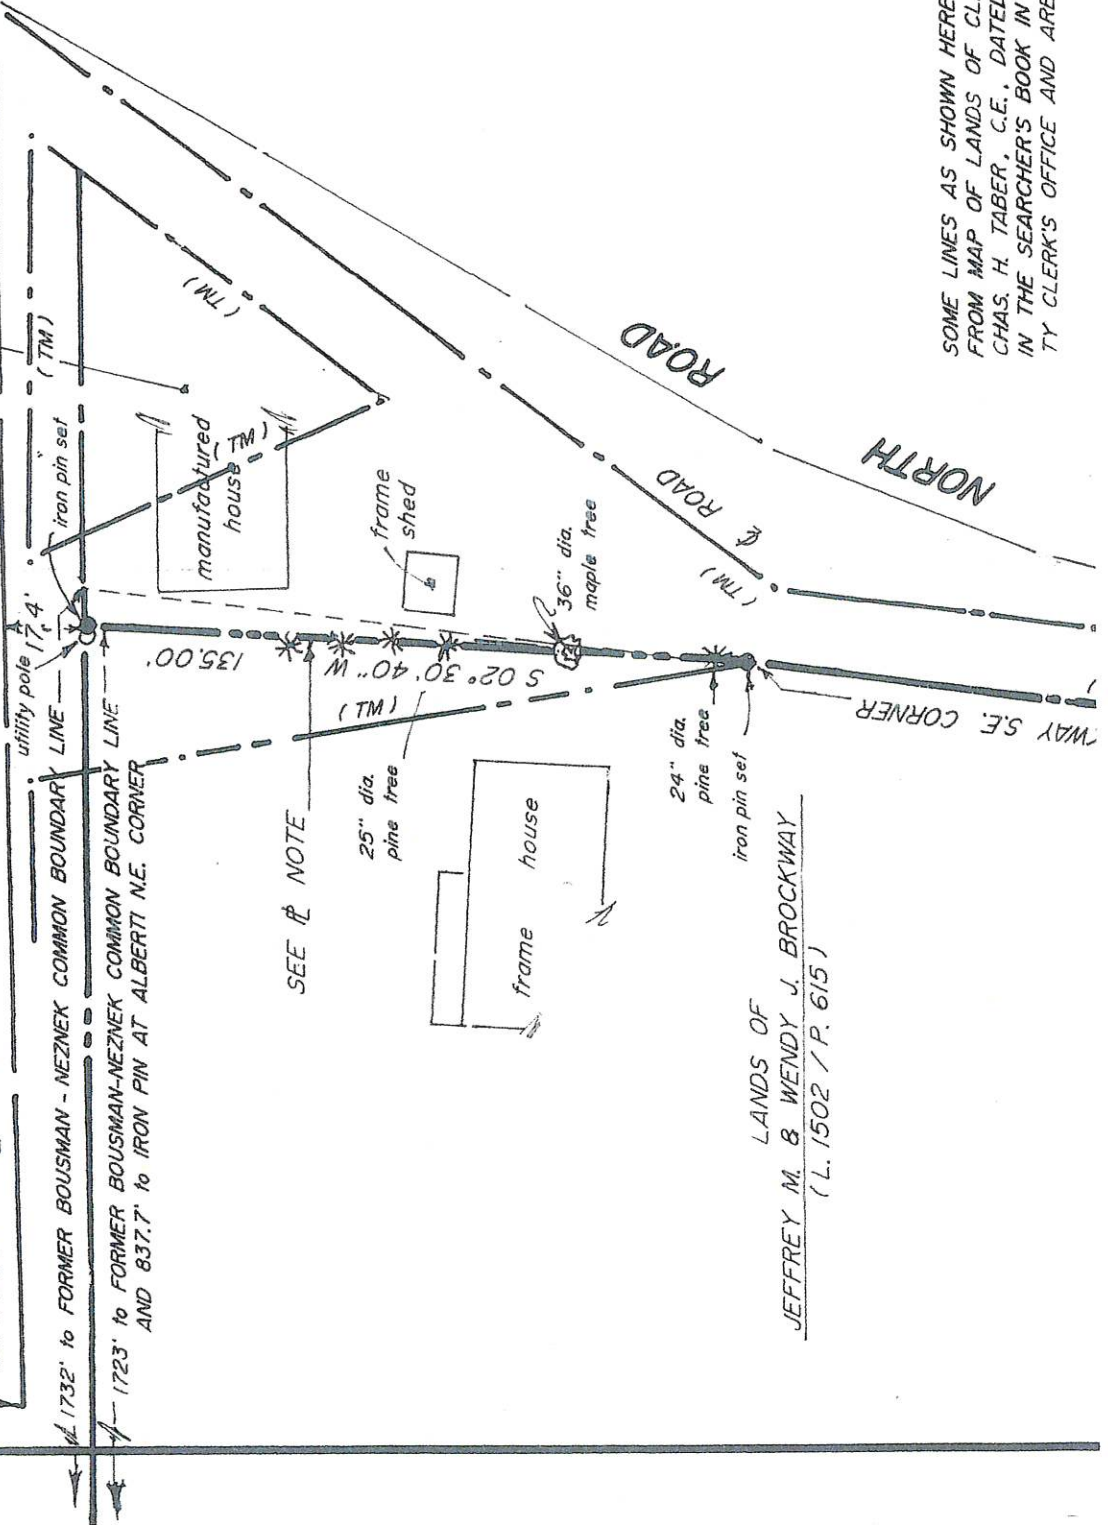 1732' to FORMER BOUSMAN - NEZNEK COMMON BOUNDARY LINE
1723' to FORMER BOUSMAN-NEZNEK COMMON BOUNDARY LINE
AND 837.7' to IRON PIN AT ALBERTI N.E. CORNER
utility pole
17.4'
iron pin set
(TM)
(TM)
manufactured
house
(TM)
frame
shed
135.00'
S 02° 30' 40" W
(TM)
SEE ⅊ NOTE
25" dia.
pine tree
36" dia.
maple tree
frame house
24" dia.
pine tree
iron pin set
WAY S.E. CORNER
(TM) ℄ ROAD
NORTH ROAD
LANDS OF
JEFFREY M. & WENDY J. BROCKWAY
(L. 1502 / P. 615)
SOME LINES AS SHOWN HERE
FROM MAP OF LANDS OF CL
CHAS. H. TABER, C.E., DATED
IN THE SEARCHER'S BOOK IN
TY CLERK'S OFFICE AND ARE